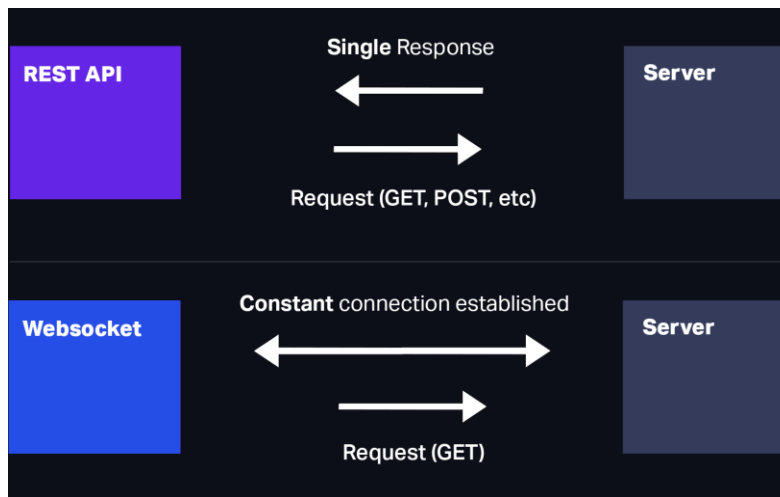 Single Response
REST API
Server
Request (GET, POST, etc)
Constant connection established
Websocket
Server
Request (GET)